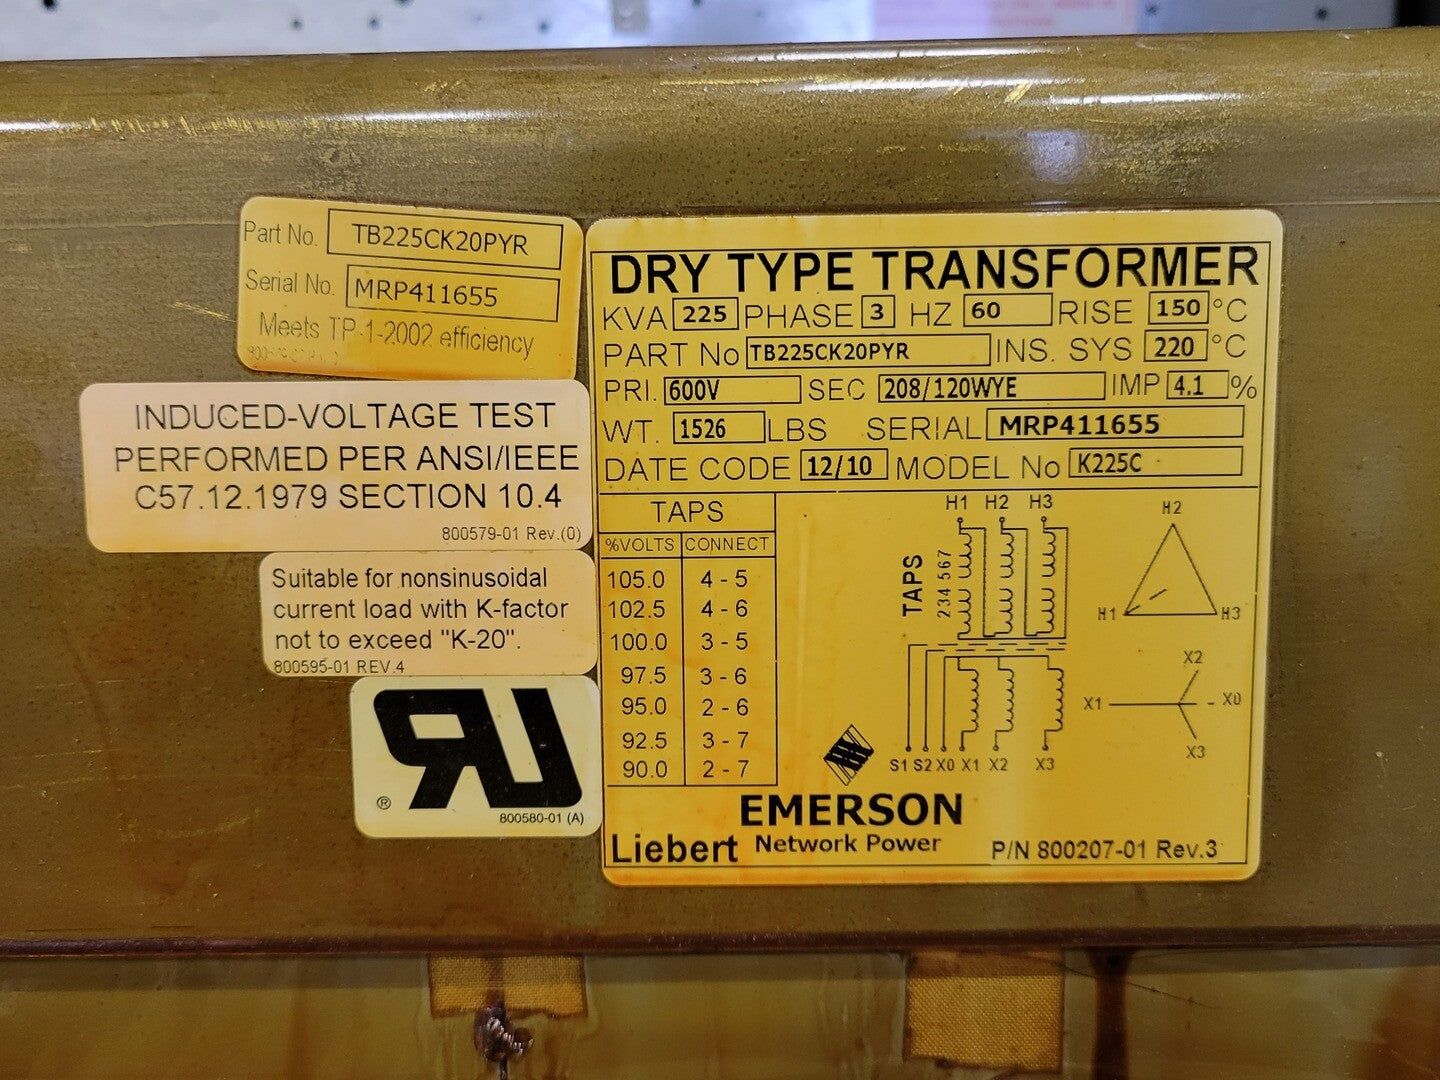 Part No. TB225CK20PYR
Serial No. MRP411655
Meets TP-1-2002 efficiency
INDUCED-VOLTAGE TEST
PERFORMED PER ANSI/IEEE
C57.12.1979 SECTION 10.4
800579-01 Rev.(0)
Suitable for nonsinusoidal
current load with K-factor
not to exceed "K-20".
800595-01 REV.4
®
800580-01 (A)
DRY TYPE TRANSFORMER
KVA 225 PHASE 3 HZ 60 RISE 150 °C
PART No TB225CK20PYR INS. SYS 220 °C
PRI. 600V SEC 208/120WYE IMP 4.1 %
WT. 1526 LBS SERIAL MRP411655
DATE CODE 12/10 MODEL No K225C
TAPS
%VOLTS CONNECT
105.0 4 - 5
102.5 4 - 6
100.0 3 - 5
97.5 3 - 6
95.0 2 - 6
92.5 3 - 7
90.0 2 - 7
H1 H2 H3
TAPS
2 3 4 5 6 7
S1 S2 X0 X1 X2 X3
H2
H1 H3
X2
X1 X0
X3
EMERSON
Liebert Network Power
P/N 800207-01 Rev.3